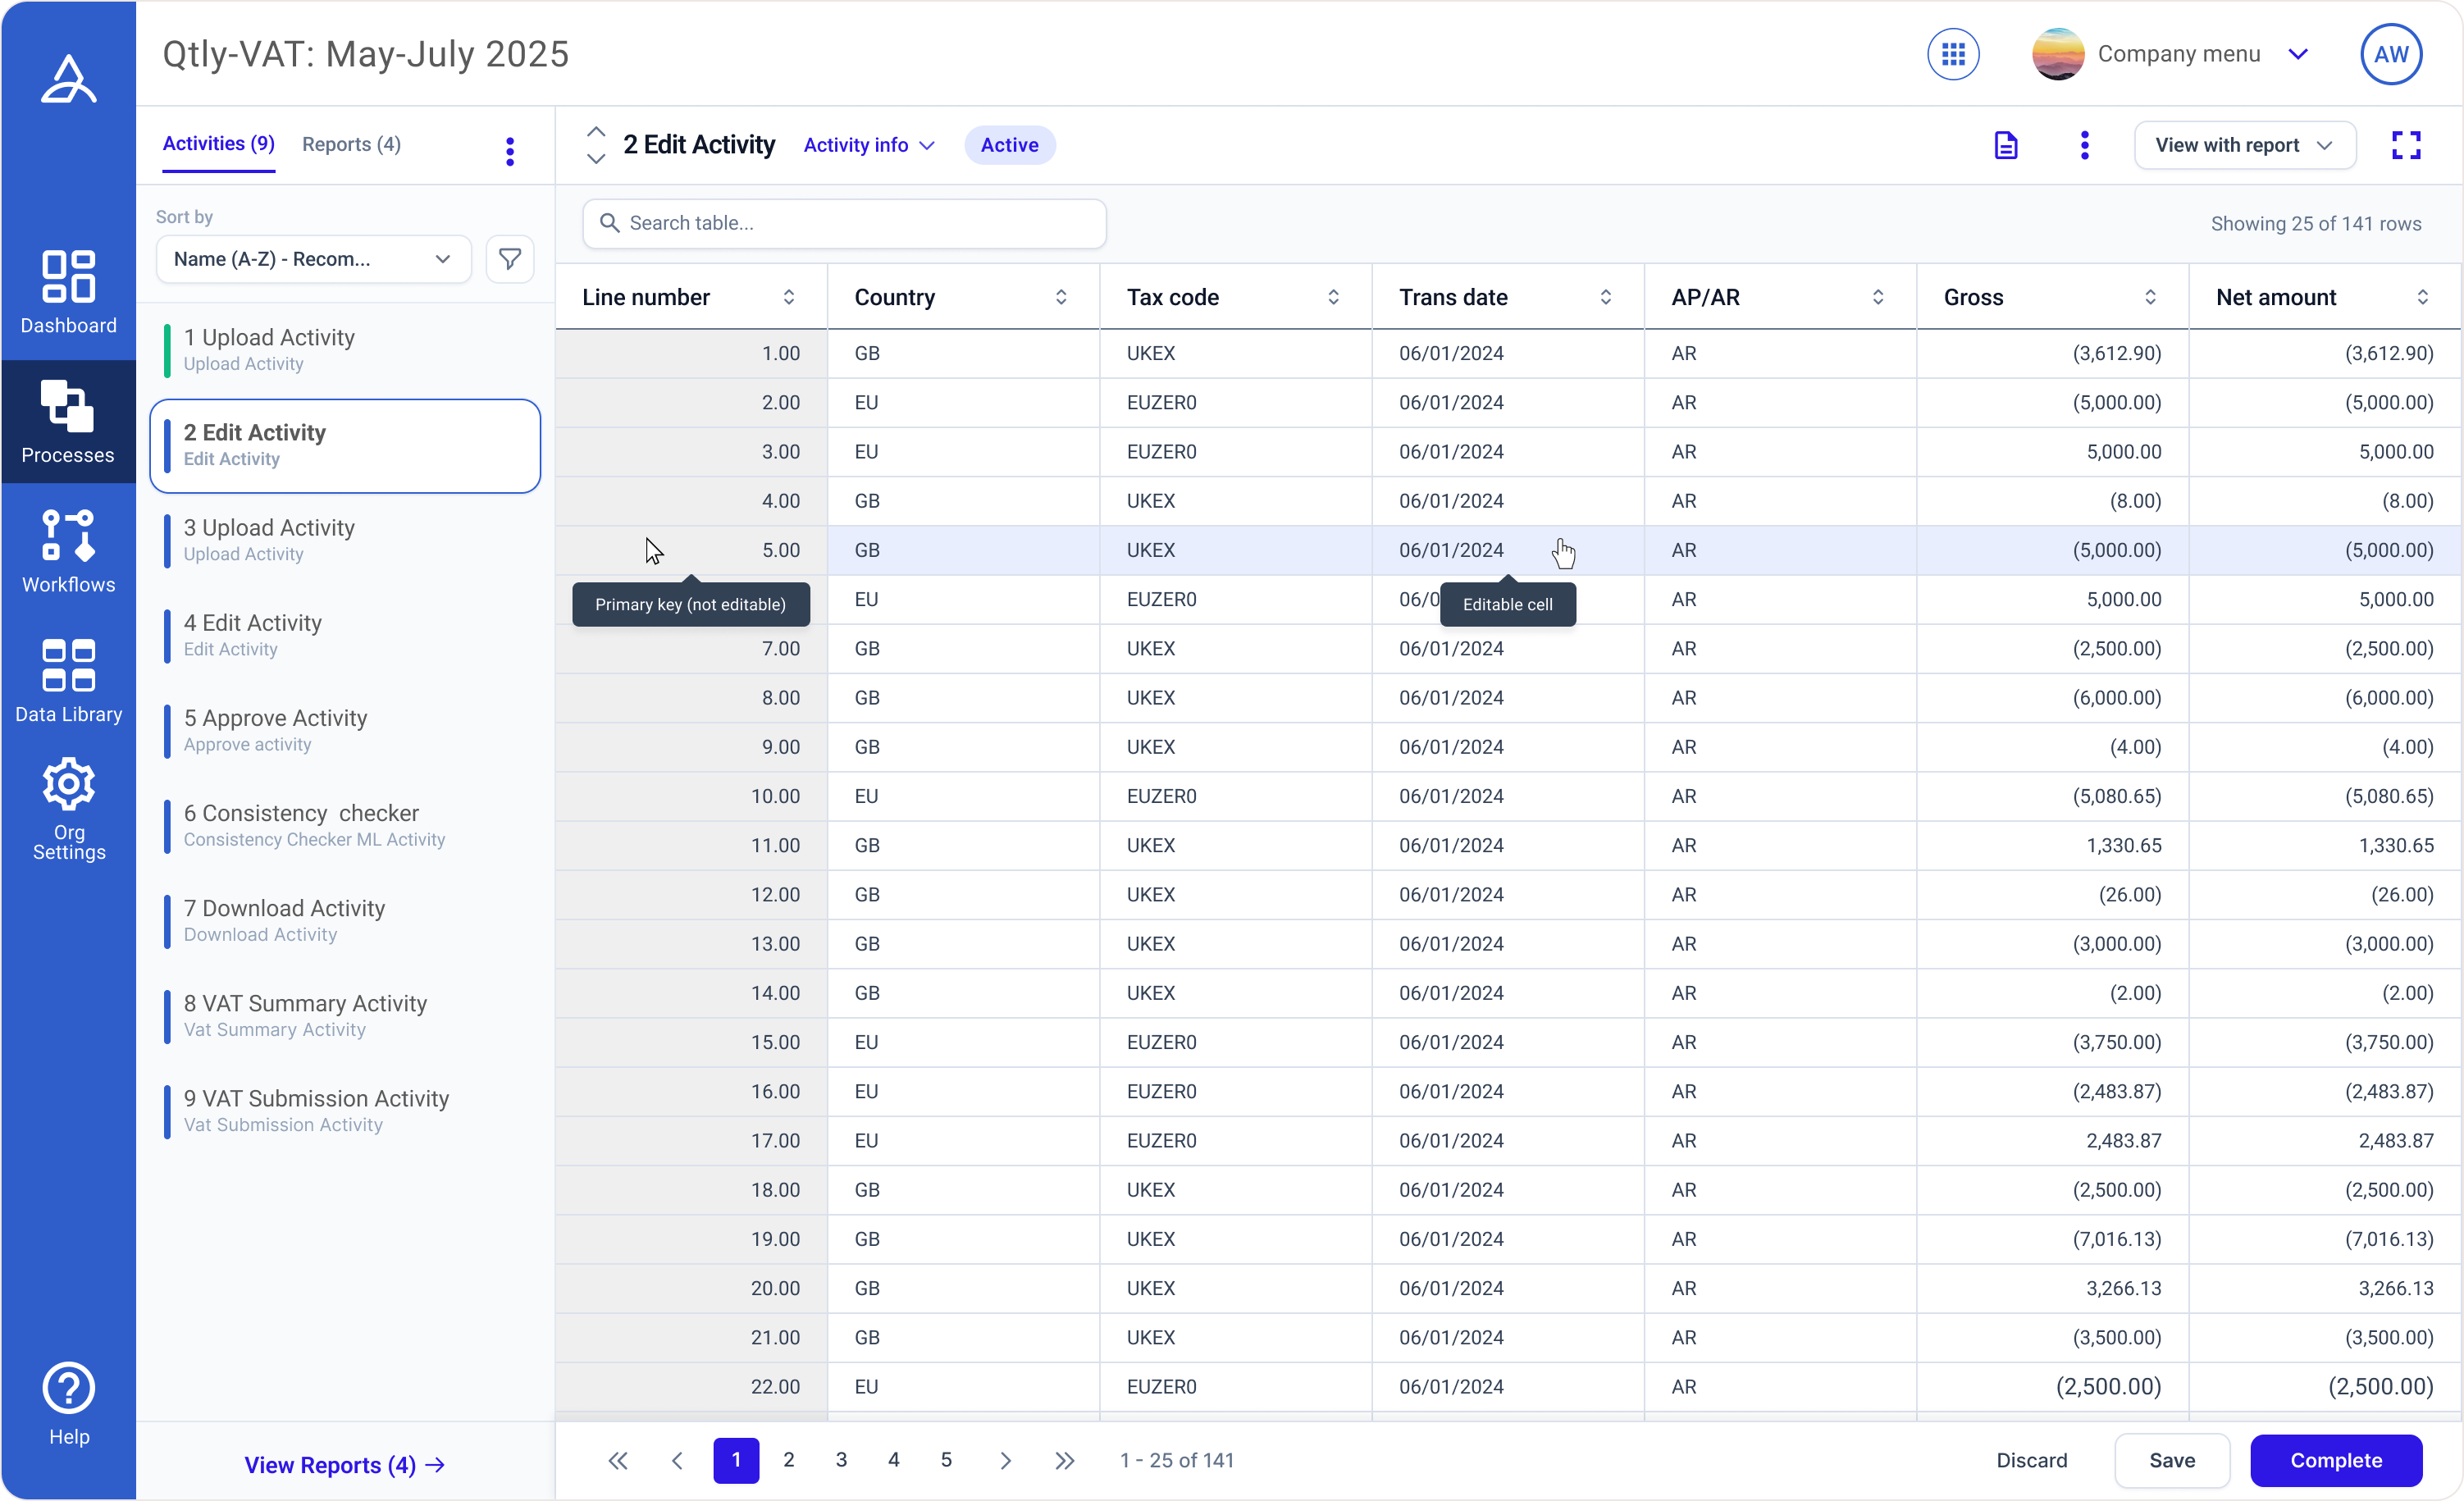 Qtly-VAT: May-July 2025
Company menu
AW
Dashboard
Processes
Workflows
Data Library
Org
Settings
Help
Activities (9)
Reports (4)
Sort by
Name (A-Z) - Recom...
1 Upload Activity
Upload Activity
2 Edit Activity
Edit Activity
3 Upload Activity
Upload Activity
4 Edit Activity
Edit Activity
5 Approve Activity
Approve activity
6 Consistency  checker
Consistency Checker ML Activity
7 Download Activity
Download Activity
8 VAT Summary Activity
Vat Summary Activity
9 VAT Submission Activity
Vat Submission Activity
View Reports (4)
2 Edit Activity
Activity info
Active
View with report
Search table...
Showing 25 of 141 rows
Line number Country Tax code Trans date AP/AR Gross Net amount
1.00 GB UKEX 06/01/2024 AR (3,612.90) (3,612.90)
2.00 EU EUZER0 06/01/2024 AR (5,000.00) (5,000.00)
3.00 EU EUZER0 06/01/2024 AR 5,000.00 5,000.00
4.00 GB UKEX 06/01/2024 AR (8.00) (8.00)
5.00 GB UKEX 06/01/2024 AR (5,000.00) (5,000.00)
Primary key (not editable)
EU EUZER0 06/0 AR 5,000.00 5,000.00
Editable cell
7.00 GB UKEX 06/01/2024 AR (2,500.00) (2,500.00)
8.00 GB UKEX 06/01/2024 AR (6,000.00) (6,000.00)
9.00 GB UKEX 06/01/2024 AR (4.00) (4.00)
10.00 EU EUZER0 06/01/2024 AR (5,080.65) (5,080.65)
11.00 GB UKEX 06/01/2024 AR 1,330.65 1,330.65
12.00 GB UKEX 06/01/2024 AR (26.00) (26.00)
13.00 GB UKEX 06/01/2024 AR (3,000.00) (3,000.00)
14.00 GB UKEX 06/01/2024 AR (2.00) (2.00)
15.00 EU EUZER0 06/01/2024 AR (3,750.00) (3,750.00)
16.00 EU EUZER0 06/01/2024 AR (2,483.87) (2,483.87)
17.00 EU EUZER0 06/01/2024 AR 2,483.87 2,483.87
18.00 GB UKEX 06/01/2024 AR (2,500.00) (2,500.00)
19.00 GB UKEX 06/01/2024 AR (7,016.13) (7,016.13)
20.00 GB UKEX 06/01/2024 AR 3,266.13 3,266.13
21.00 GB UKEX 06/01/2024 AR (3,500.00) (3,500.00)
22.00 EU EUZER0 06/01/2024 AR (2,500.00) (2,500.00)
1 2 3 4 5
1 - 25 of 141
Discard
Save
Complete